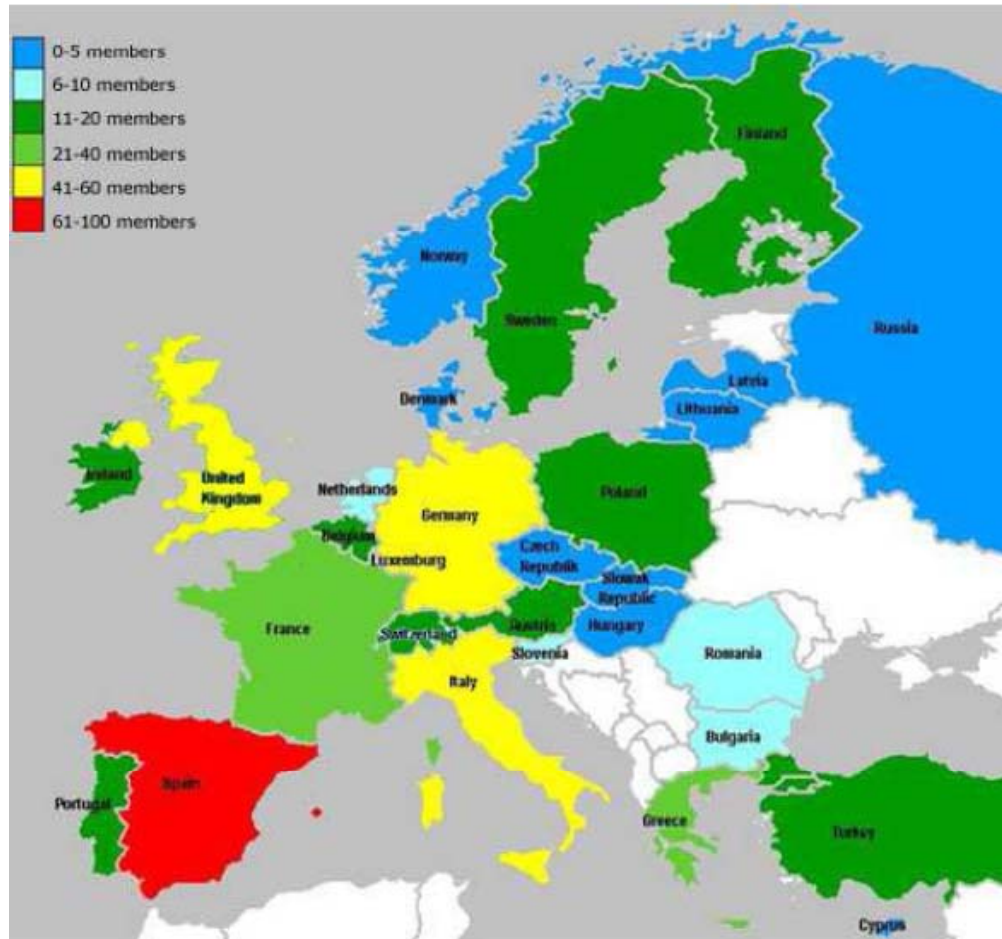 0-5 members
6-10 members
11-20 members
21-40 members
41-60 members
61-100 members
Finland
Norway
Sweden
Russia
Latvia
Lithuania
Denmark
Ireland
United
Kingdom
Netherlands
Belgium
Luxemburg
Germany
Poland
Czech
Republik
Slowak
Republic
France
Switzerland
Austria
Hungary
Slovenia
Romania
Italy
Bulgaria
Portugal
Spain
Greece
Turkey
Cyprus